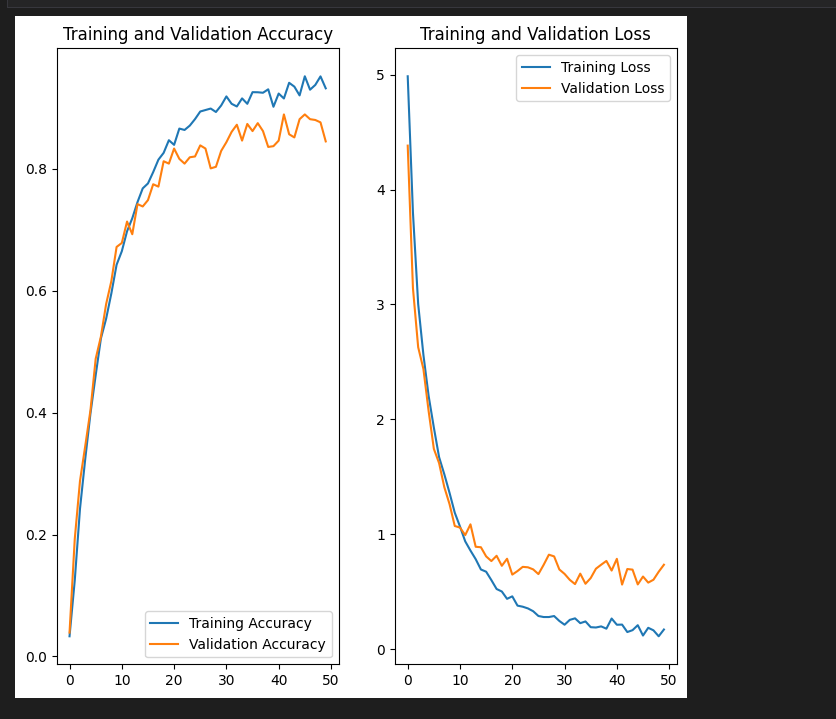 Training and Validation Accuracy
0.8
0.6
0.4
0.2
0.0
Training Accuracy
Validation Accuracy
0 10 20 30 40 50
Training and Validation Loss
Training Loss
Validation Loss
5
4
3
2
1
0
0 10 20 30 40 50